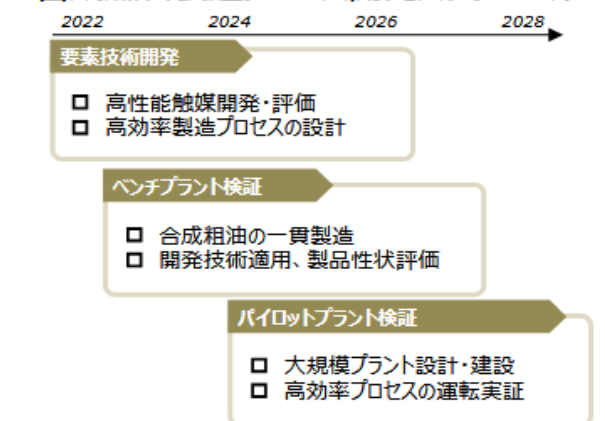 2022 2024 2026 2028
要素技術開発
高性能触媒開発・評価
高効率製造プロセスの設計
ベンチプラント検証
合成粗油の一貫製造
開発技術適用、製品性状評価
パイロットプラント検証
大規模プラント設計・建設
高効率プロセスの運転実証